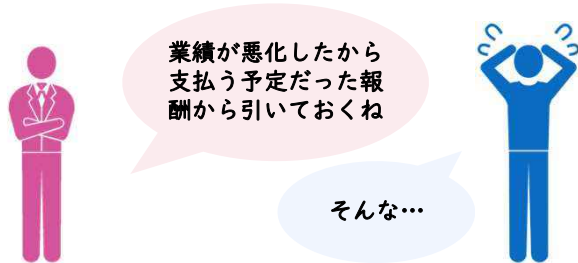 業績が悪化したから
支払う予定だった報
酬から引いておくね
そんな…